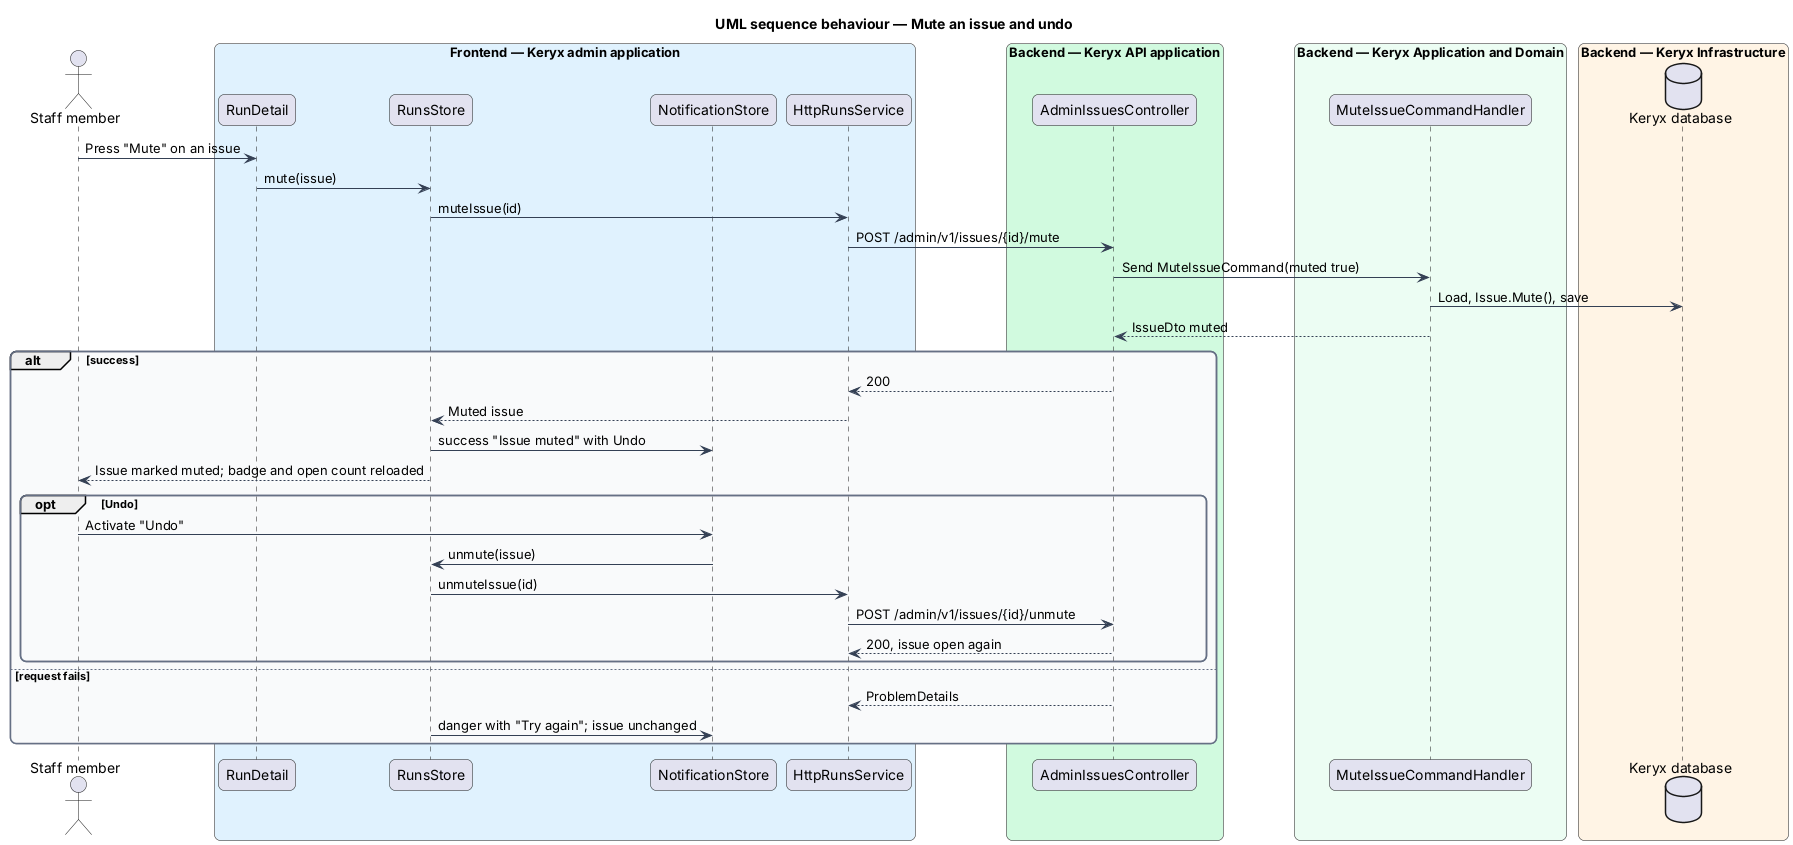 UML sequence behaviour — Mute an issue and undo
Frontend — Keryx admin application
Backend — Keryx API application
Backend — Keryx Application and Domain
Backend — Keryx Infrastructure
Staff member
RunDetail
RunsStore
NotificationStore
HttpRunsService
AdminIssuesController
MuteIssueCommandHandler
Keryx database
Press "Mute" on an issue
mute(issue)
muteIssue(id)
POST /admin/v1/issues/{id}/mute
Send MuteIssueCommand(muted true)
Load, Issue.Mute(), save
IssueDto muted
alt
[success]
200
Muted issue
success "Issue muted" with Undo
Issue marked muted; badge and open count reloaded
opt
[Undo]
Activate "Undo"
unmute(issue)
unmuteIssue(id)
POST /admin/v1/issues/{id}/unmute
200, issue open again
[request fails]
ProblemDetails
danger with "Try again"; issue unchanged
Staff member
RunDetail
RunsStore
NotificationStore
HttpRunsService
AdminIssuesController
MuteIssueCommandHandler
Keryx database